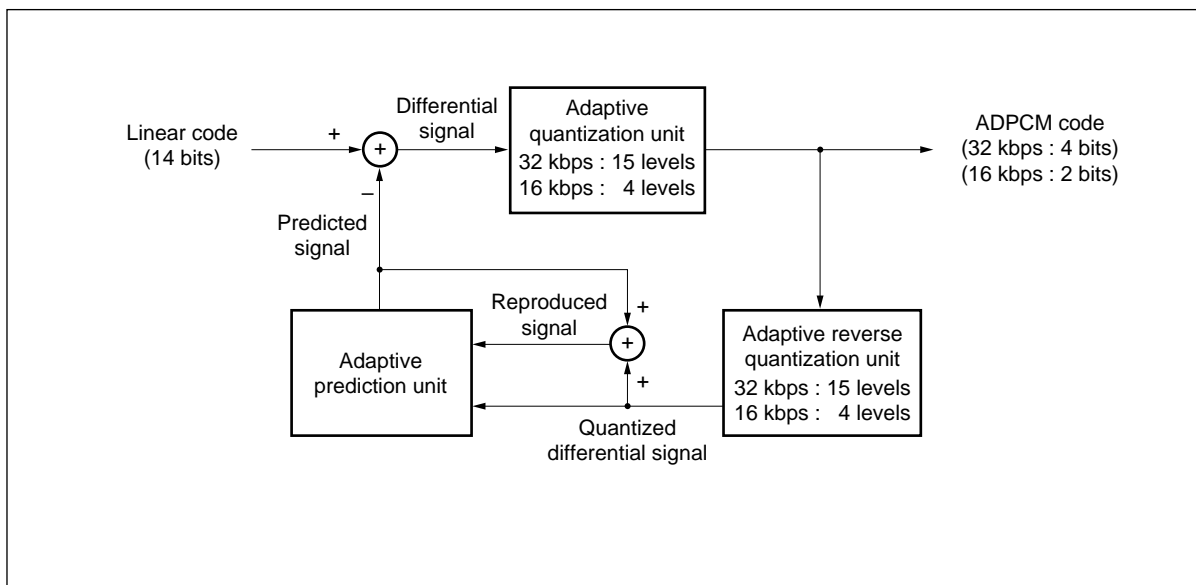 Linear code
(14 bits)
+
+
−
Differential
signal
Adaptive
quantization unit
32 kbps : 15 levels
16 kbps : 4 levels
ADPCM code
(32 kbps : 4 bits)
(16 kbps : 2 bits)
Predicted
signal
Adaptive
prediction unit
Reproduced
signal
+
+
+
Quantized
differential signal
Adaptive reverse
quantization unit
32 kbps : 15 levels
16 kbps : 4 levels